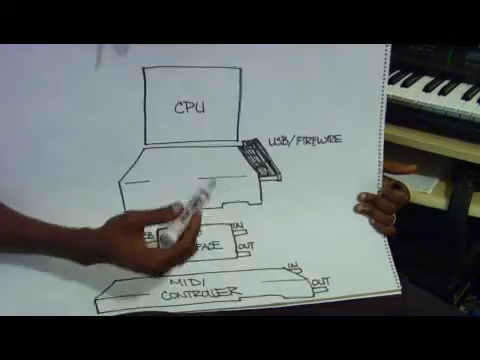 CPU
USB/FIREWIRE
IN
OUT
IN
MIDI
OUT
CONTROLLER